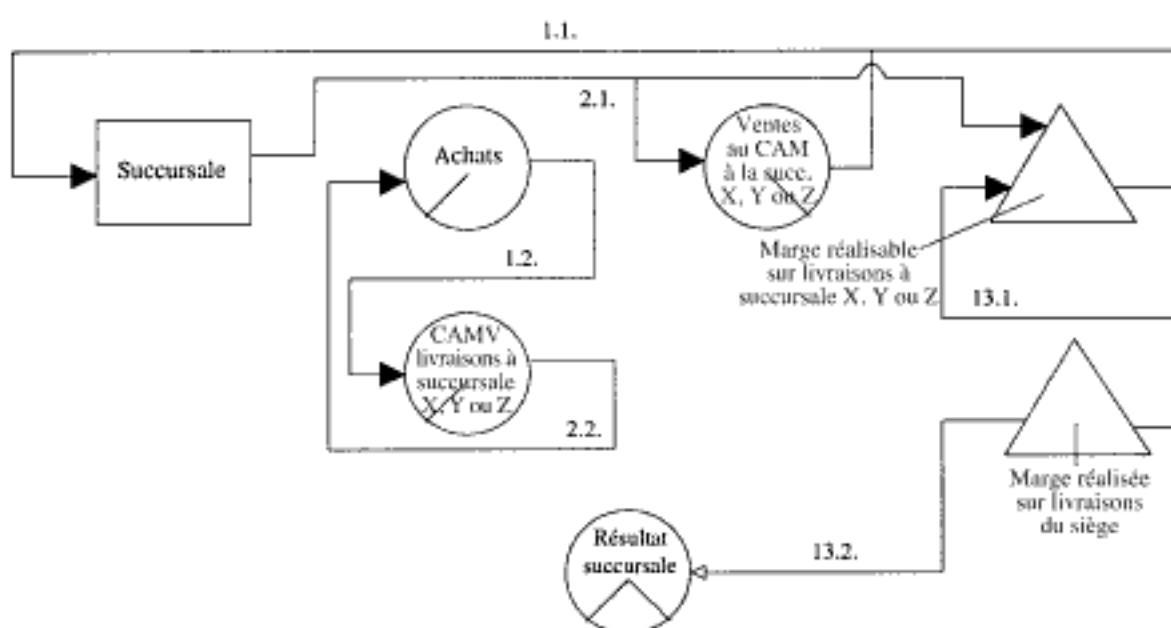 1.1.
2.1.
Succursale
Achats
Ventes
au CAM
à la succ.
X, Y ou Z
1.2.
Marge réalisable
sur livraisons à
succursale X, Y ou Z
13.1.
CAMV
livraisons à
succursale
X, Y ou Z
2.2.
Marge réalisée
sur livraisons
du siège
Résultat
succursale
13.2.